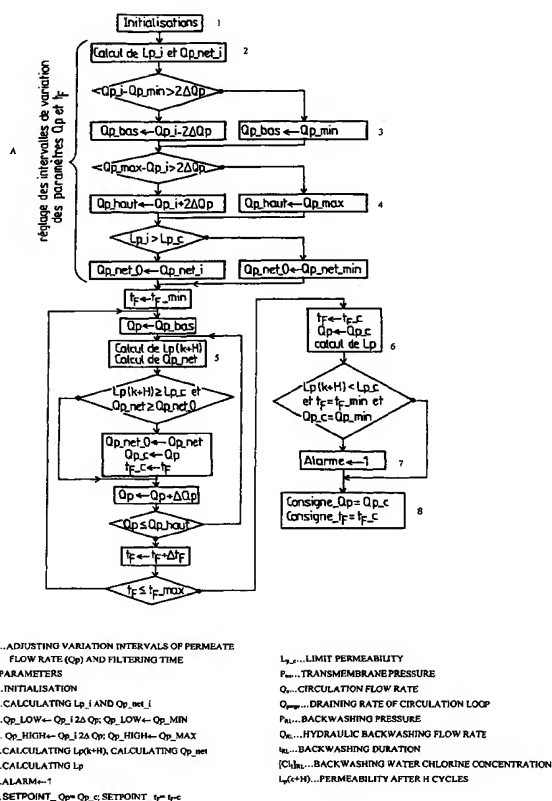 Initialisations 1
Calcul de Lp_i et Qp_net_i 2
Qp_i-Qp_min>2ΔQp
Qp_bas←Qp_i-2ΔQp
Qp_bas←Qp_min 3
A
réglage des intervalles de variation
des paramètres Qp et tF
Qp_max-Qp_i>2ΔQp
Qp_haut←Qp_i+2ΔQp
Qp_haut←Qp_max 4
Lp_i>Lp_c
Qp_net_0←Qp_net_i
Qp_net_0←Qp_net_min
tF←tF_min
Qp←Qp_bas
Calcul de Lp(k+H)
Calcul de Qp_net 5
Lp(k+H)≥Lp_c et
Qp_net≥Qp_net_0
Qp_net_0←Qp_net
Qp_c←Qp
tF_c←tF
Qp←Qp+ΔQp
Qp≤Qp_haut
tF←tF+ΔtF
tF≤tF_max
tF←tF_c
Qp←Qp_c
calcul de Lp 6
Lp(k+H)<Lp_c
et tF=tF_min et
Qp_c=Qp_min
Alarme←1 7
Consigne_Qp=Qp_c
Consigne_tF=tF_c 8
...ADJUSTING VARIATION INTERVALS OF PERMEATE
FLOW RATE (Qp) AND FILTERING TIME
PARAMETERS
.INITIALISATION
.CALCULATING Lp_i AND Qp_net_i
.Qp_LOW← Qp_i 2Δ Qp; Qp_LOW← Qp_MIN
.Qp_HIGH← Qp_i 2Δ Qp; Qp_HIGH← Qp_MAX
.CALCULATING Lp(k+H), CALCULATING Qp_net
.CALCULATING Lp
.ALARM←1
.SETPOINT_ Qp= Qp_c; SETPOINT_ tF= tF-c
Lp_c...LIMIT PERMEABILITY
...TRANSMEMBRANE PRESSURE
...CIRCULATION FLOW RATE
Qpurge...DRAINING RATE OF CIRCULATION LOOP
PRL...BACKWASHING PRESSURE
QRL...HYDRAULIC BACKWASHING FLOW RATE
tRL...BACKWASHING DURATION
...BACKWASHING WATER CHLORINE CONCENTRATION
Lp(k+H)...PERMEABILITY AFTER H CYCLES